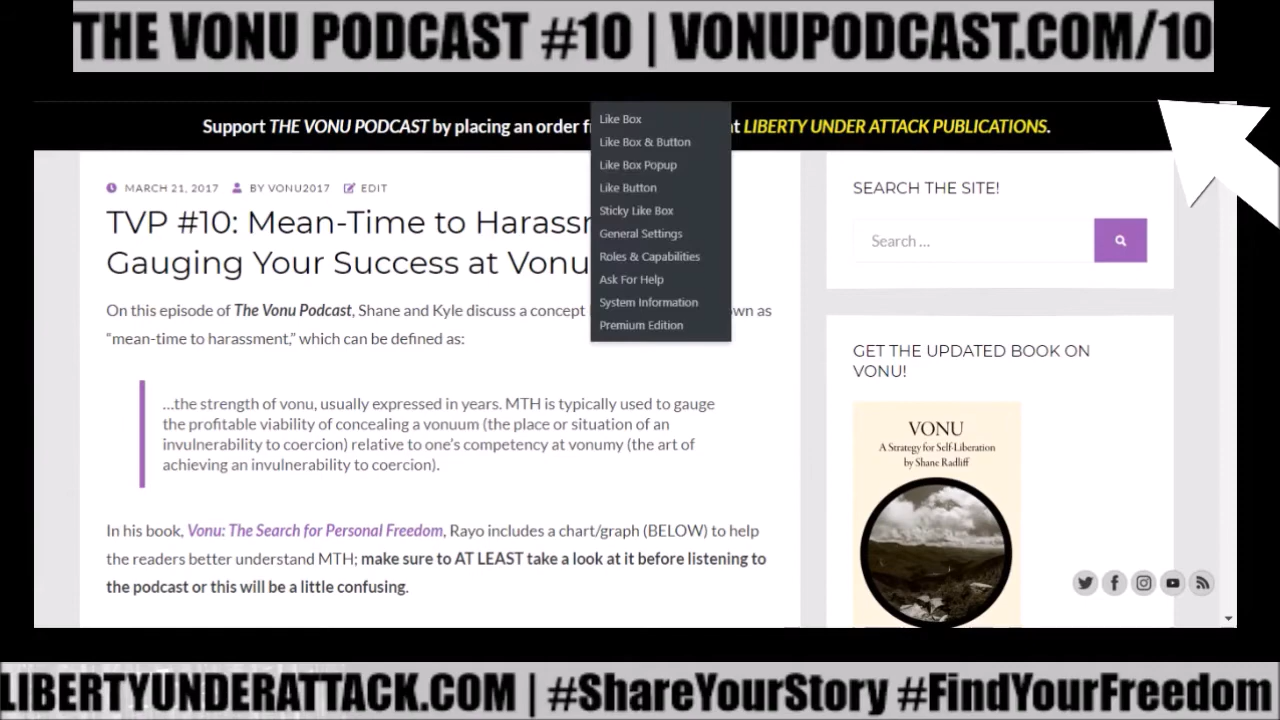 THE VONU PODCAST #10 | VONUPODCAST.COM/10
Support THE VONU PODCAST by placing an order f t LIBERTY UNDER ATTACK PUBLICATIONS.
Like Box
Like Box & Button
Like Box Popup
Like Button
Sticky Like Box
General Settings
Roles & Capabilities
Ask For Help
System Information
Premium Edition
MARCH 21, 2017 BY VONU2017 EDIT
TVP #10: Mean-Time to Harassm
Gauging Your Success at Vonu
On this episode of The Vonu Podcast, Shane and Kyle discuss a concept wn as
“mean-time to harassment,” which can be defined as:
…the strength of vonu, usually expressed in years. MTH is typically used to gauge
the profitable viability of concealing a vonuum (the place or situation of an
invulnerability to coercion) relative to one's competency at vonumy (the art of
achieving an invulnerability to coercion).
In his book, Vonu: The Search for Personal Freedom, Rayo includes a chart/graph (BELOW) to help
the readers better understand MTH; make sure to AT LEAST take a look at it before listening to
the podcast or this will be a little confusing.
SEARCH THE SITE!
Search ...
GET THE UPDATED BOOK ON
VONU!
VONU
A Strategy for Self-Liberation
by Shane Radliff
LIBERTYUNDERATTACK.COM | #ShareYourStory #FindYourFreedom